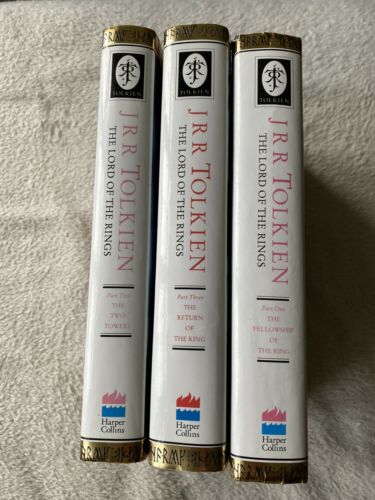 TOLKIEN
J R R TOLKIEN
THE LORD OF THE RINGS
Part Two
THE
TWO
TOWERS
Harper
Collins
TOLKIEN
J R R TOLKIEN
THE LORD OF THE RINGS
Part Three
THE
RETURN
OF
THE KING
Harper
Collins
TOLKIEN
J R R TOLKIEN
THE LORD OF THE RINGS
Part One
THE
FELLOWSHIP
OF
THE RING
Harper
Collins